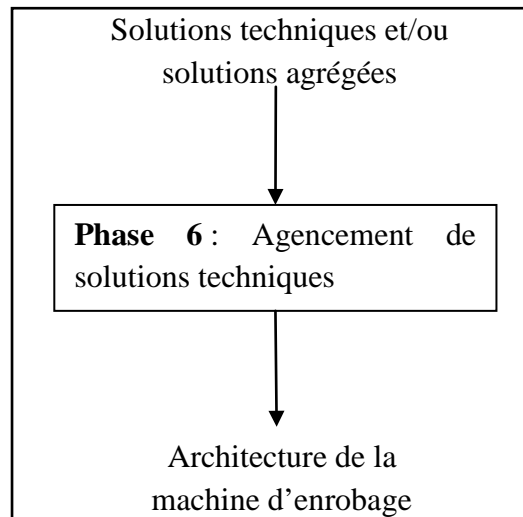 Solutions techniques et/ou
solutions agrégées
Phase 6 : Agencement de
solutions techniques
Architecture de la
machine d’enrobage